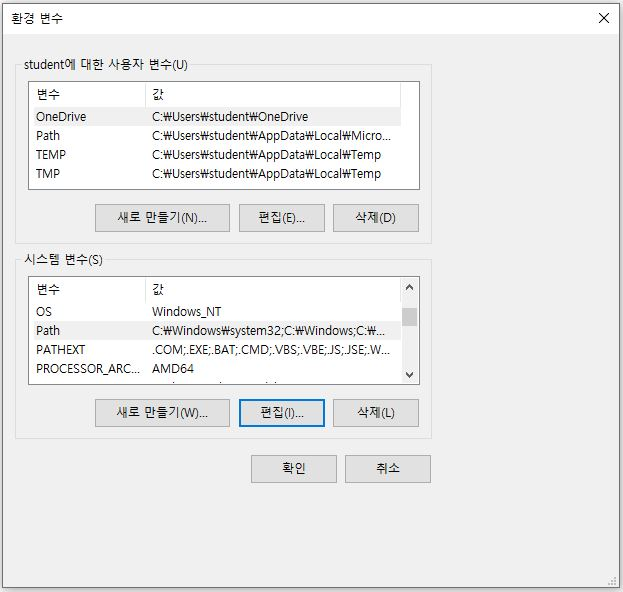 환경 변수
student에 대한 사용자 변수(U)
변수 값
OneDrive C:₩Users₩student₩OneDrive
Path C:₩Users₩student₩AppData₩Local₩Micro...
TEMP C:₩Users₩student₩AppData₩Local₩Temp
TMP C:₩Users₩student₩AppData₩Local₩Temp
새로 만들기(N)... 편집(E)... 삭제(D)
시스템 변수(S)
변수 값
OS Windows_NT
Path C:₩Windows₩system32;C:₩Windows;C:₩...
PATHEXT .COM;.EXE;.BAT;.CMD;.VBS;.VBE;.JS;.JSE;.W...
PROCESSOR_ARC... AMD64
새로 만들기(W)... 편집(I)... 삭제(L)
확인 취소